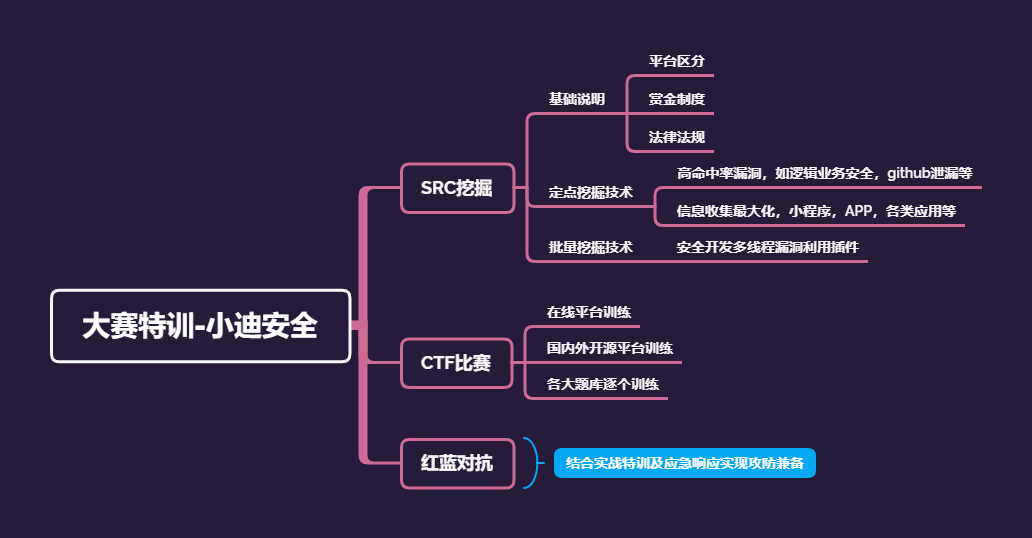 大赛特训-小迪安全
SRC挖掘
基础说明
平台区分
赏金制度
法律法规
定点挖掘技术
高命中率漏洞，如逻辑业务安全，github泄漏等
信息收集最大化，小程序，APP，各类应用等
批量挖掘技术
安全开发多线程漏洞利用插件
CTF比赛
在线平台训练
国内外开源平台训练
各大题库逐个训练
红蓝对抗
结合实战特训及应急响应实现攻防兼备